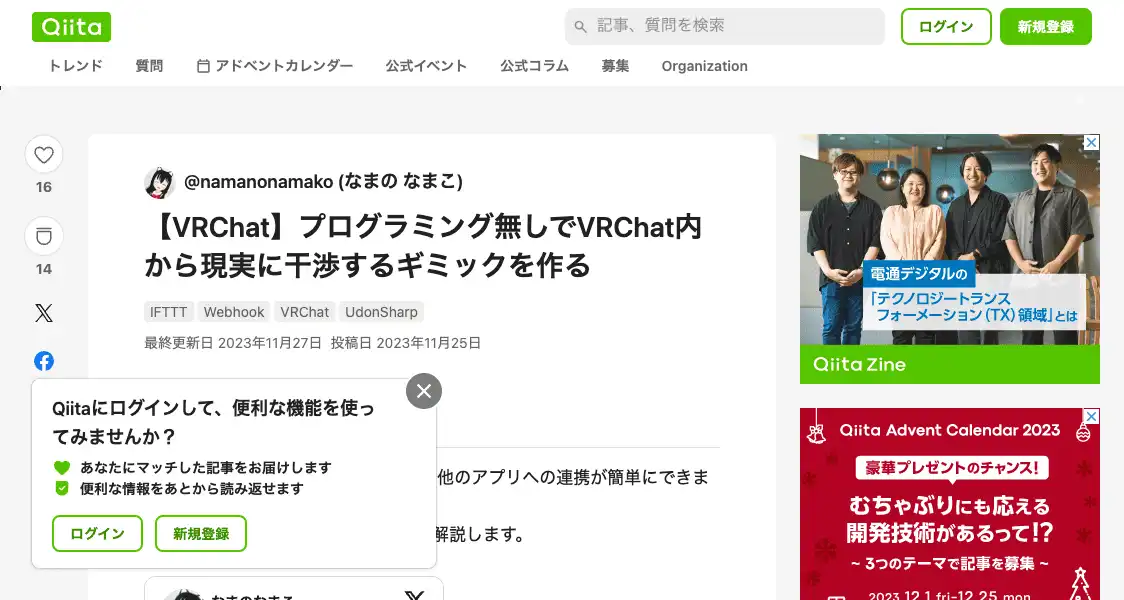 Qiita
記事、質問を検索
ログイン
新規登録
トレンド
質問
アドベントカレンダー
公式イベント
公式コラム
募集
Organization
16
14
@namanonamako (なまの なまこ)
【VRChat】プログラミング無しでVRChat内
から現実に干渉するギミックを作る
IFTTT
Webhook
VRChat
UdonSharp
最終更新日 2023年11月27日 投稿日 2023年11月25日
Qiitaにログインして、便利な機能を使っ
てみませんか？
あなたにマッチした記事をお届けします
便利な情報をあとから読み返せます
ログイン
新規登録
他のアプリへの連携が簡単にできま
解説します。
電通デジタルの
「テクノロジートランス
フォーメーション（TX）領域」とは
Qiita Zine
Qiita Advent Calendar 2023
豪華プレゼントのチャンス！
むちゃぶりにも応える
開発技術があるって!?
~ 3つのテーマで記事を募集 ~
2023 12.1 fri-12.25 mon